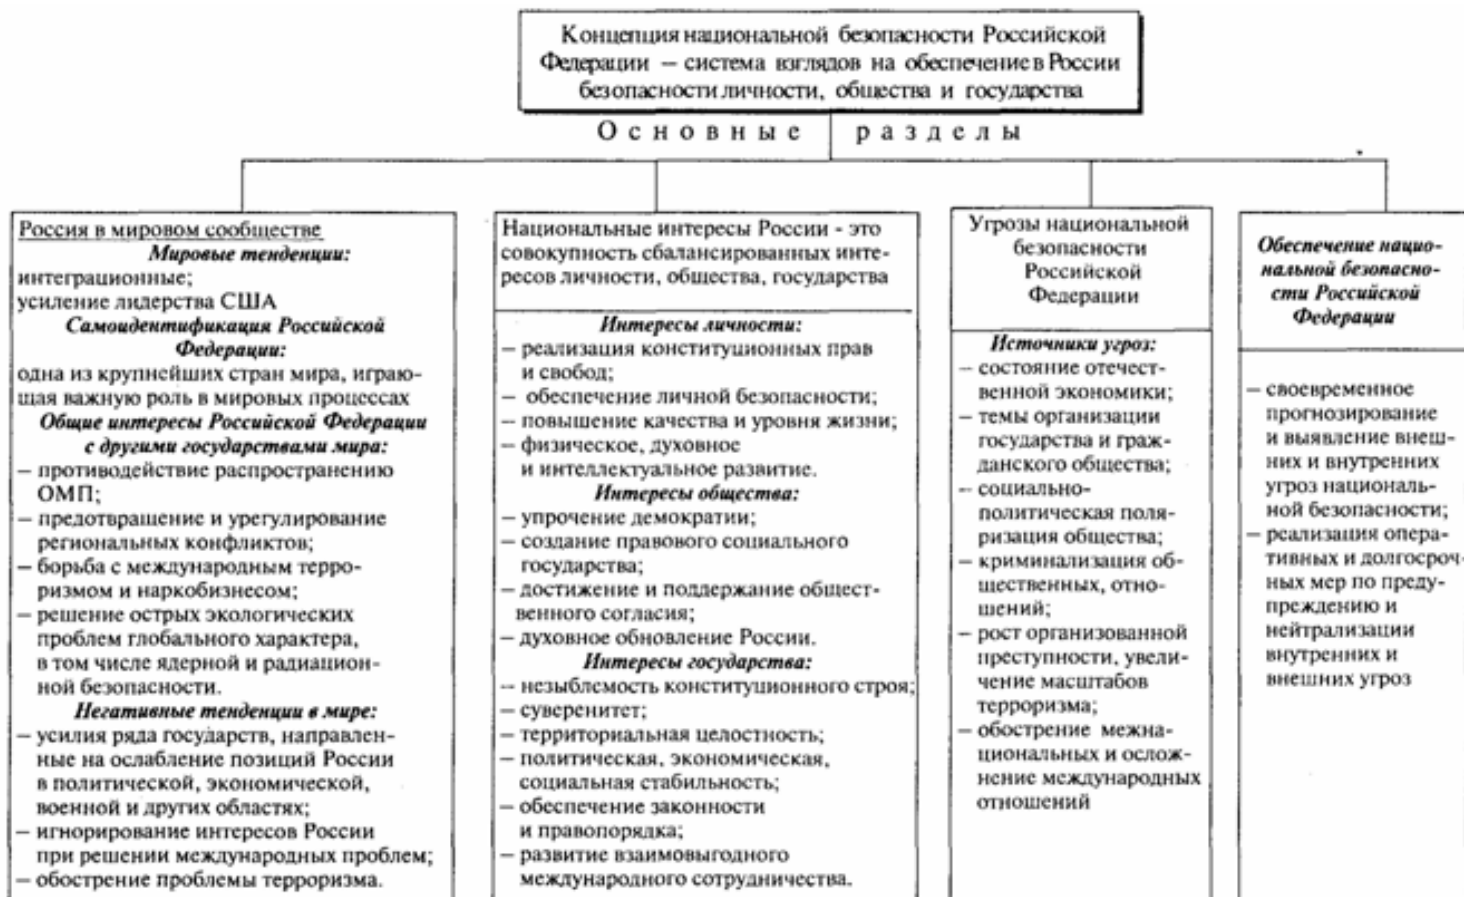 Концепция национальной безопасности Российской
Федерации – система взглядов на обеспечение в России
безопасности личности, общества и государства
Основные разделы
Россия в мировом сообществе
Мировые тенденции:
интеграционные;
усиление лидерства США
Самоидентификация Российской
Федерации:
одна из крупнейших стран мира, играю-
щая важную роль в мировых процессах
Общие интересы Российской Федерации
с другими государствами мира:
– противодействие распространению
ОМП;
– предотвращение и урегулирование
региональных конфликтов;
– борьба с международным терро-
ризмом и наркобизнесом;
– решение острых экологических
проблем глобального характера,
в том числе ядерной и радиацион-
ной безопасности.
Негативные тенденции в мире:
– усилия ряда государств, направлен-
ные на ослабление позиций России
в политической, экономической,
военной и других областях;
– игнорирование интересов России
при решении международных проблем;
– обострение проблемы терроризма.
Национальные интересы России - это
совокупность сбалансированных инте-
ресов личности, общества, государства
Интересы личности:
– реализация конституционных прав
и свобод;
– обеспечение личной безопасности;
– повышение качества и уровня жизни;
– физическое, духовное
и интеллектуальное развитие.
Интересы общества:
– упрочение демократии;
– создание правового социального
государства;
– достижение и поддержание общест-
венного согласия;
– духовное обновление России.
Интересы государства:
– незыблемость конституционного строя;
– суверенитет;
– территориальная целостность;
– политическая, экономическая,
социальная стабильность;
– обеспечение законности
и правопорядка;
– развитие взаимовыгодного
международного сотрудничества.
Угрозы национальной
безопасности
Российской
Федерации
Источники угроз:
– состояние отечест-
венной экономики;
– темы организации
государства и граж-
данского общества;
– социально-
политическая поля-
ризация общества;
– криминализация об-
щественных, отно-
шений;
– рост организованной
преступности, увели-
чение масштабов
терроризма;
– обострение межна-
циональных и ослож-
нение международных
отношений
Обеспечение нацио-
нальной безопасно-
сти Российской
Федерации
– своевременное
прогнозирование
и выявление внеш-
них и внутренних
угроз националь-
ной безопасности;
– реализация опера-
тивных и долгосроч-
ных мер по преду-
преждению и
нейтрализации
внутренних и
внешних угроз